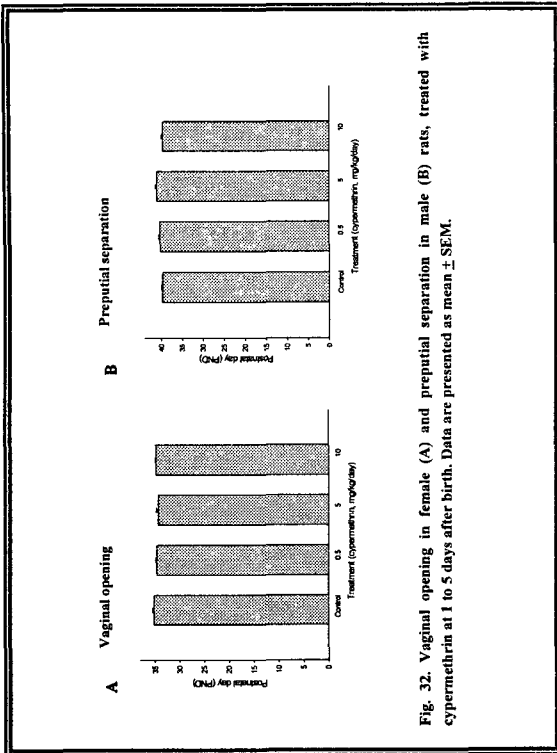 A
Vaginal opening
Postnatal day (PND)
35
30
25
20
15
10
5
0
Control
0.5
5
10
Treatment (cypermethrin, mg/kg/day)
B
Preputial separation
Postnatal day (PND)
40
35
30
25
20
15
10
5
0
Control
0.5
5
10
Treatment (cypermethrin, mg/kg/day)
Fig. 32. Vaginal opening in female (A) and preputial separation in male (B) rats, treated with
cypermethrin at 1 to 5 days after birth. Data are presented as mean ± SEM.